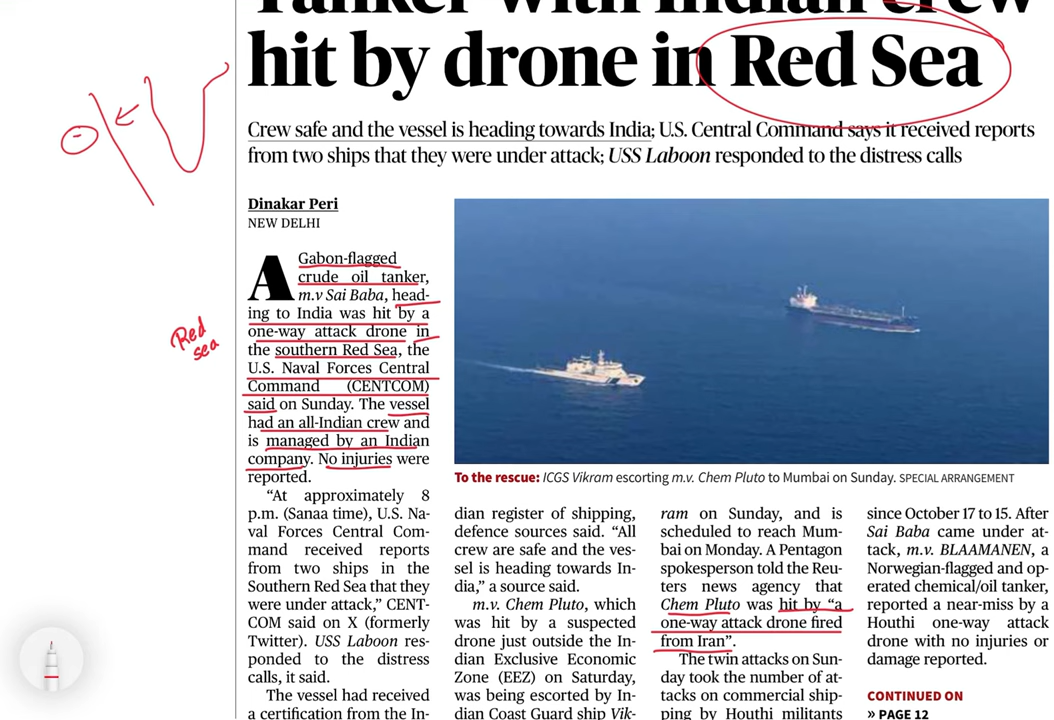 Tanker with Indian crew
hit by drone in Red Sea
Crew safe and the vessel is heading towards India; U.S. Central Command says it received reports
from two ships that they were under attack; USS Laboon responded to the distress calls
Dinakar Peri
NEW DELHI
A Gabon-flagged
crude oil tanker,
m.v Sai Baba, head-
ing to India was hit by a
one-way attack drone in
the southern Red Sea, the
U.S. Naval Forces Central
Command (CENTCOM)
said on Sunday. The vessel
had an all-Indian crew and
is managed by an Indian
company. No injuries were
reported.
“At approximately 8
p.m. (Sanaa time), U.S. Na-
val Forces Central Com-
mand received reports
from two ships in the
Southern Red Sea that they
were under attack,” CENT-
COM said on X (formerly
Twitter). USS Laboon res-
ponded to the distress
calls, it said.
The vessel had received
a certification from the In-
Red
sea
To the rescue: ICGS Vikram escorting m.v. Chem Pluto to Mumbai on Sunday. SPECIAL ARRANGEMENT
dian register of shipping,
defence sources said. “All
crew are safe and the ves-
sel is heading towards In-
dia,” a source said.
m.v. Chem Pluto, which
was hit by a suspected
drone just outside the In-
dian Exclusive Economic
Zone (EEZ) on Saturday,
was being escorted by In-
dian Coast Guard ship Vik-
ram on Sunday, and is
scheduled to reach Mum-
bai on Monday. A Pentagon
spokesperson told the Reu-
ters news agency that
Chem Pluto was hit by “a
one-way attack drone fired
from Iran”.
The twin attacks on Sun-
day took the number of at-
tacks on commercial ship-
ping by Houthi militants
since October 17 to 15. After
Sai Baba came under at-
tack, m.v. BLAAMANEN, a
Norwegian-flagged and op-
erated chemical/oil tanker,
reported a near-miss by a
Houthi one-way attack
drone with no injuries or
damage reported.
CONTINUED ON
» PAGE 12